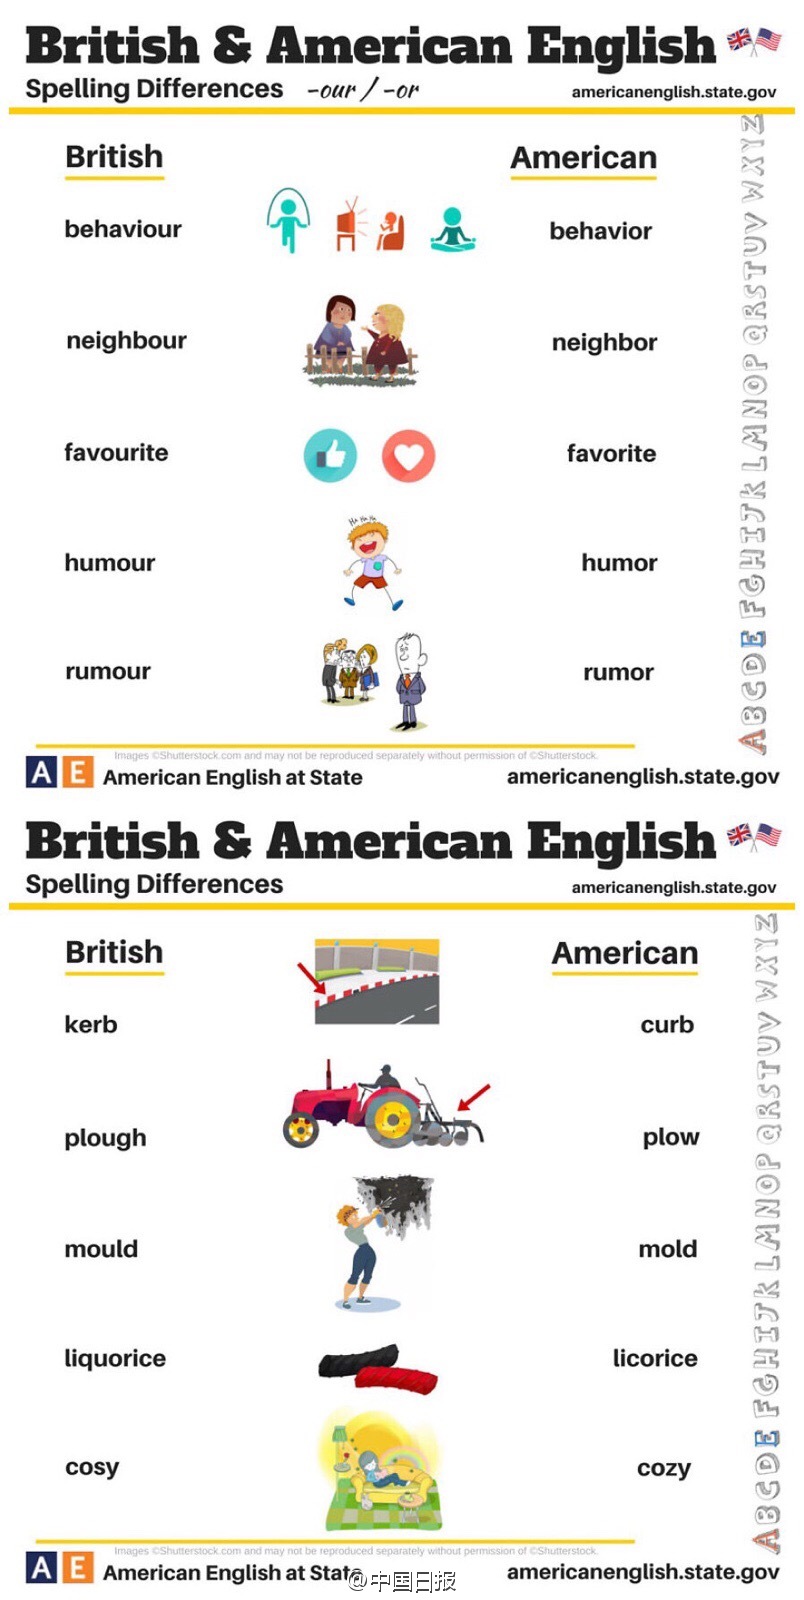 British & American English
Spelling Differences -our / -or americanenglish.state.gov
British American
behaviour behavior
neighbour neighbor
favourite favorite
Ha Ha Ha
humour humor
rumour rumor
ABCDEFGHIJKLMNOPQRSTUVWXYZ
Images ©Shutterstock.com and may not be reproduced separately without permission of ©Shutterstock.
A E American English at State americanenglish.state.gov
British & American English
Spelling Differences americanenglish.state.gov
British American
kerb curb
plough plow
mould mold
liquorice licorice
cosy cozy
ABCDEFGHIJKLMNOPQRSTUVWXYZ
Images ©Shutterstock.com and may not be reproduced separately without permission of ©Shutterstock.
A E American English at State americanenglish.state.gov
@中国日报